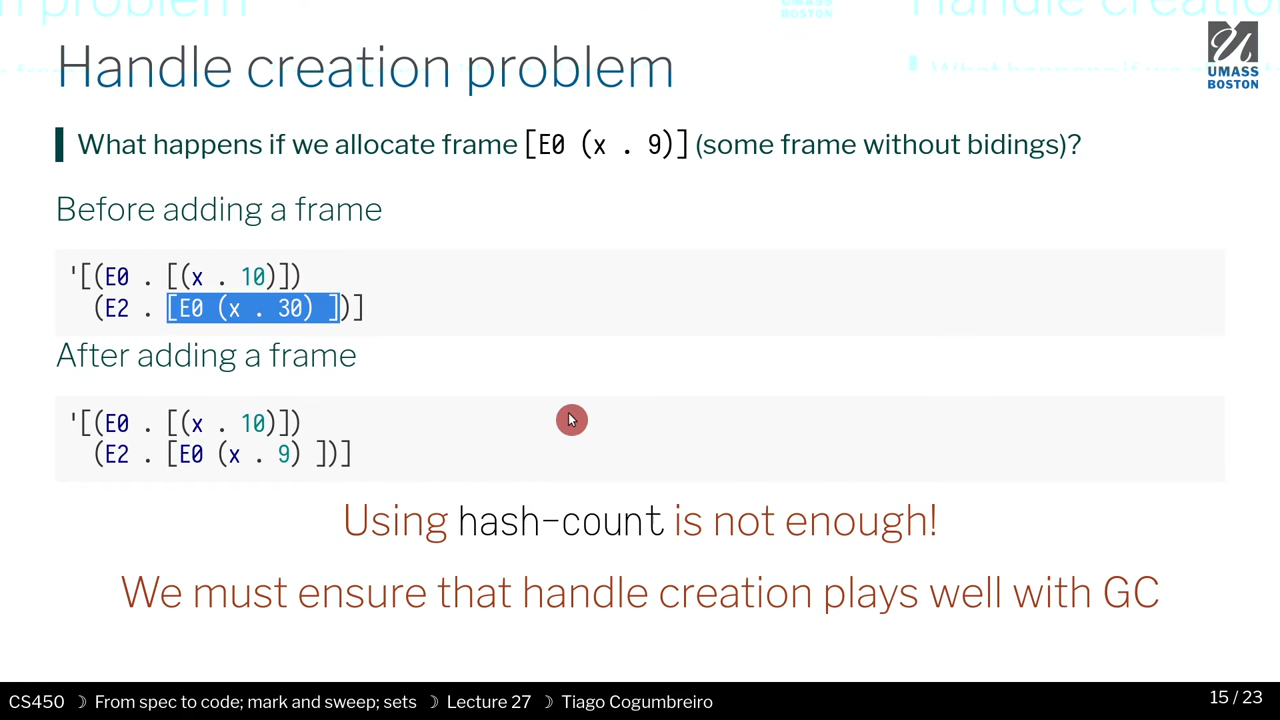 Handle creation problem
UMASS
BOSTON
What happens if we allocate frame [E0 (x . 9)] (some frame without bidings)?
Before adding a frame
'[(E0 . [(x . 10)])
(E2 . [E0 (x . 30) ])]
After adding a frame
'[(E0 . [(x . 10)])
(E2 . [E0 (x . 9) ])]
Using hash-count is not enough!
We must ensure that handle creation plays well with GC
CS450 ☽ From spec to code; mark and sweep; sets ☽ Lecture 27 ☽ Tiago Cogumbreiro
15 / 23